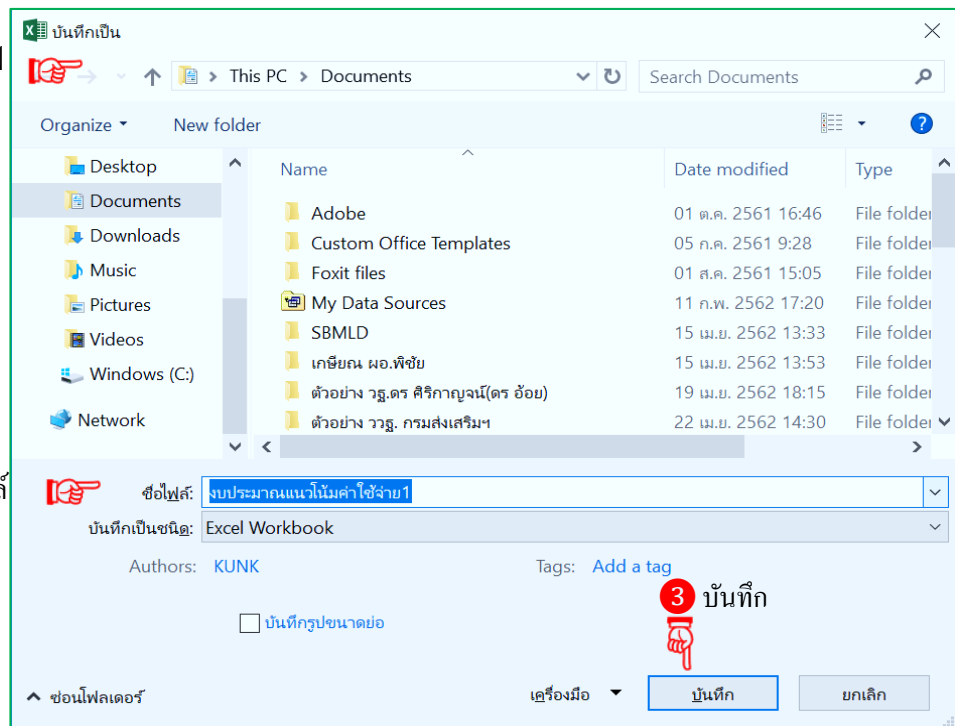 บันทึกเป็น
This PC > Documents
Search Documents
Organize
New folder
Desktop
Documents
Downloads
Music
Pictures
Videos
Windows (C:)
Network
Name Date modified Type
Adobe 01 ต.ค. 2561 16:46 File folder
Custom Office Templates 05 ก.ค. 2561 9:28 File folder
Foxit files 01 ส.ค. 2561 15:05 File folder
My Data Sources 11 ก.พ. 2562 17:20 File folder
SBMLD 15 เม.ย. 2562 13:33 File folder
เกษียณ ผอ.พิชัย 15 เม.ย. 2562 13:53 File folder
ตัวอย่าง วฐ.ดร ศิริกาญจน์(ดร อ้อย) 19 เม.ย. 2562 18:15 File folder
ตัวอย่าง ววฐ. กรมส่งเสริมฯ 22 เม.ย. 2562 14:30 File folder
ชื่อไฟล์: งบประมาณแนวโน้มค่าใช้จ่าย1
บันทึกเป็นชนิด: Excel Workbook
Authors: KUNK Tags: Add a tag
3 บันทึก
บันทึกรูปขนาดย่อ
ซ่อนโฟลเดอร์ เครื่องมือ บันทึก ยกเลิก